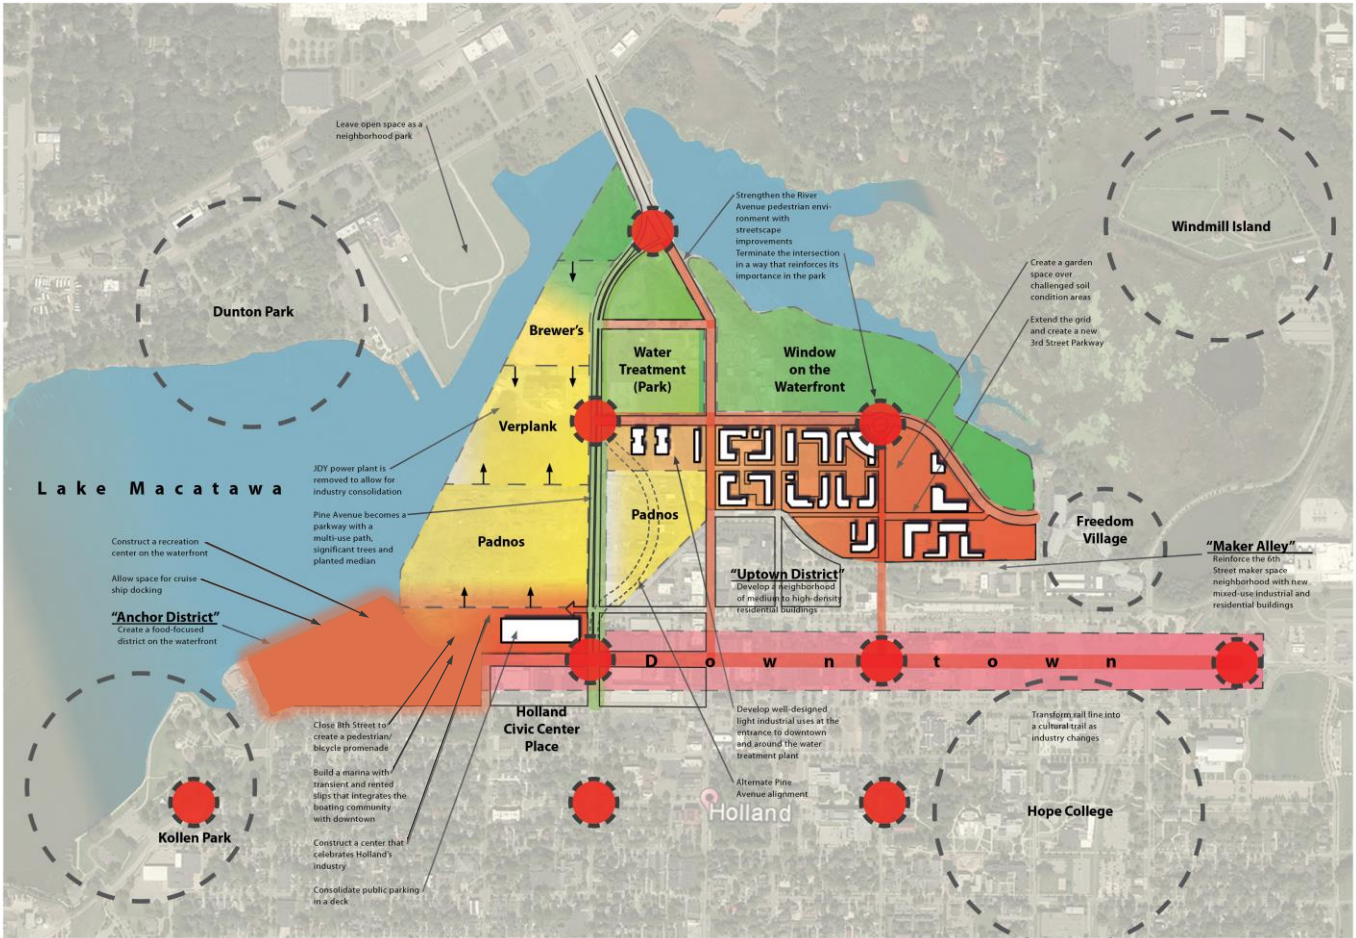 Leave open space as a
neighborhood park
Strengthen the River
Avenue pedestrian envi-
ronment with
streetscape
improvements
Terminate the intersection
in a way that reinforces its
importance in the park
Windmill Island
Create a garden
space over
challenged soil
condition areas
Dunton Park
Extend the grid
and create a new
3rd Street Parkway
Brewer's
Water
Treatment
(Park)
Window
on the
Waterfront
Verplank
JDY power plant is
removed to allow for
industry consolidation
Lake Macatawa
Pine Avenue becomes a
parkway with a
multi-use path,
significant trees and
planted median
Padnos
Padnos
Freedom
Village
Construct a recreation
center on the waterfront
"Maker Alley"
Reinforce the 6th
Street maker space
neighborhood with new
mixed-use industrial and
residential buildings
Allow space for cruise
ship docking
"Uptown District"
Develop a neighborhood
of medium to high-density
residential buildings
"Anchor District"
Create a food-focused
district on the waterfront
Downtown
Holland
Civic Center
Place
Close 8th Street to
create a pedestrian/
bicycle promenade
Develop well-designed
light industrial uses at the
entrance to downtown
and around the water
treatment plant
Transform rail line into
a cultural trail as
industry changes
Build a marina with
transient and rented
slips that integrates the
boating community
with downtown
Alternate Pine
Avenue alignment
Holland
Hope College
Kollen Park
Construct a center that
celebrates Holland's
industry
Consolidate public parking
in a deck